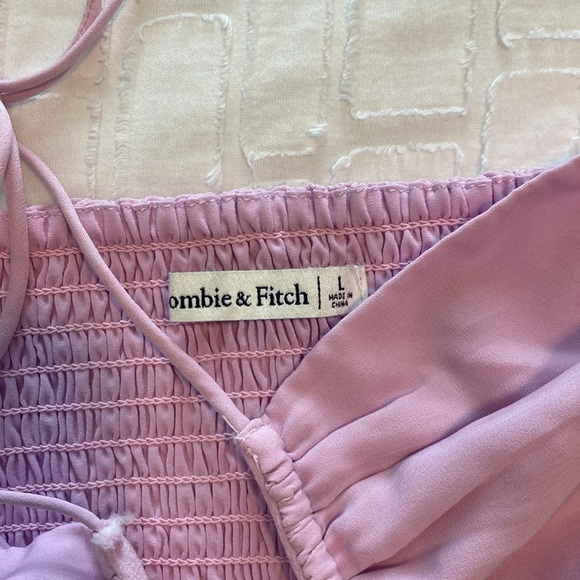 ombie & Fitch | L
MADE IN
CHINA